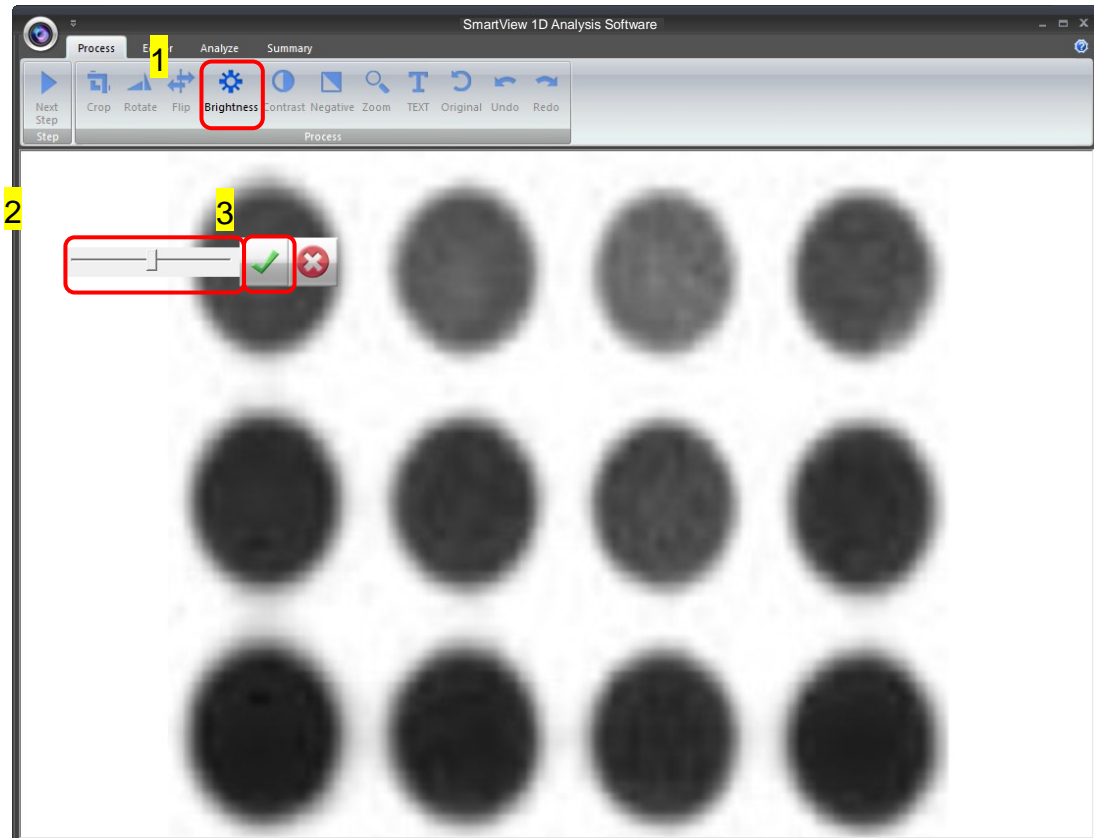 SmartView 1D Analysis Software
Process Analyze Summary
1
Next Step Crop Rotate Flip Brightness Contrast Negative Zoom TEXT Original Undo Redo
Step Process
2 3